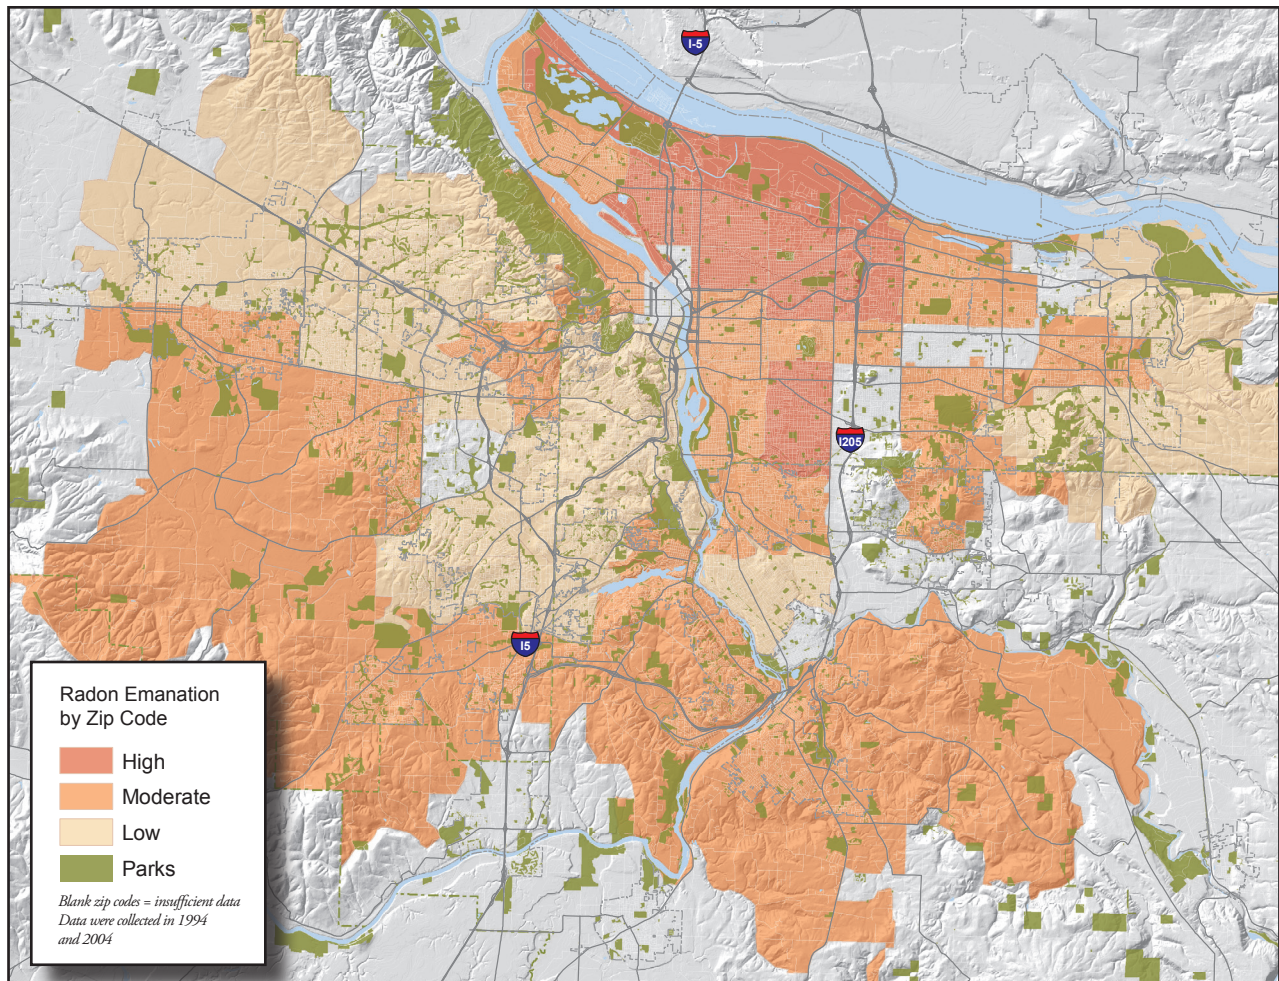 I-5
I205
I5
Radon Emanation
by Zip Code
High
Moderate
Low
Parks
Blank zip codes = insufficient data
Data were collected in 1994
and 2004